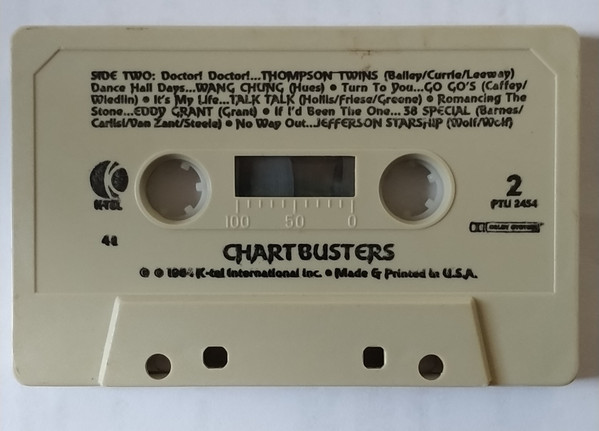 SIDE TWO: Doctor! Doctor!...THOMPSON TWINS (Bailey/Currie/Leeway)
Dance Hall Days...WANG CHUNG (Hues) • Turn To You...GO GO'S (Caffey/
Wiedlin) • It's My Life...TALK TALK (Hollis/Friese/Greene) • Romancing The
Stone...EDDY GRANT (Grant) • If I'd Been The One...38 SPECIAL (Barnes/
Carlisi/Van Zant/Steele) • No Way Out...JEFFERSON STARSHIP (Wolf/Wolf)
K-TEL
2
PTU 2454
100 50 0
DOLBY SYSTEM
CHARTBUSTERS
© ℗ 1984 K-tel International Inc. • Made & Printed in U.S.A.